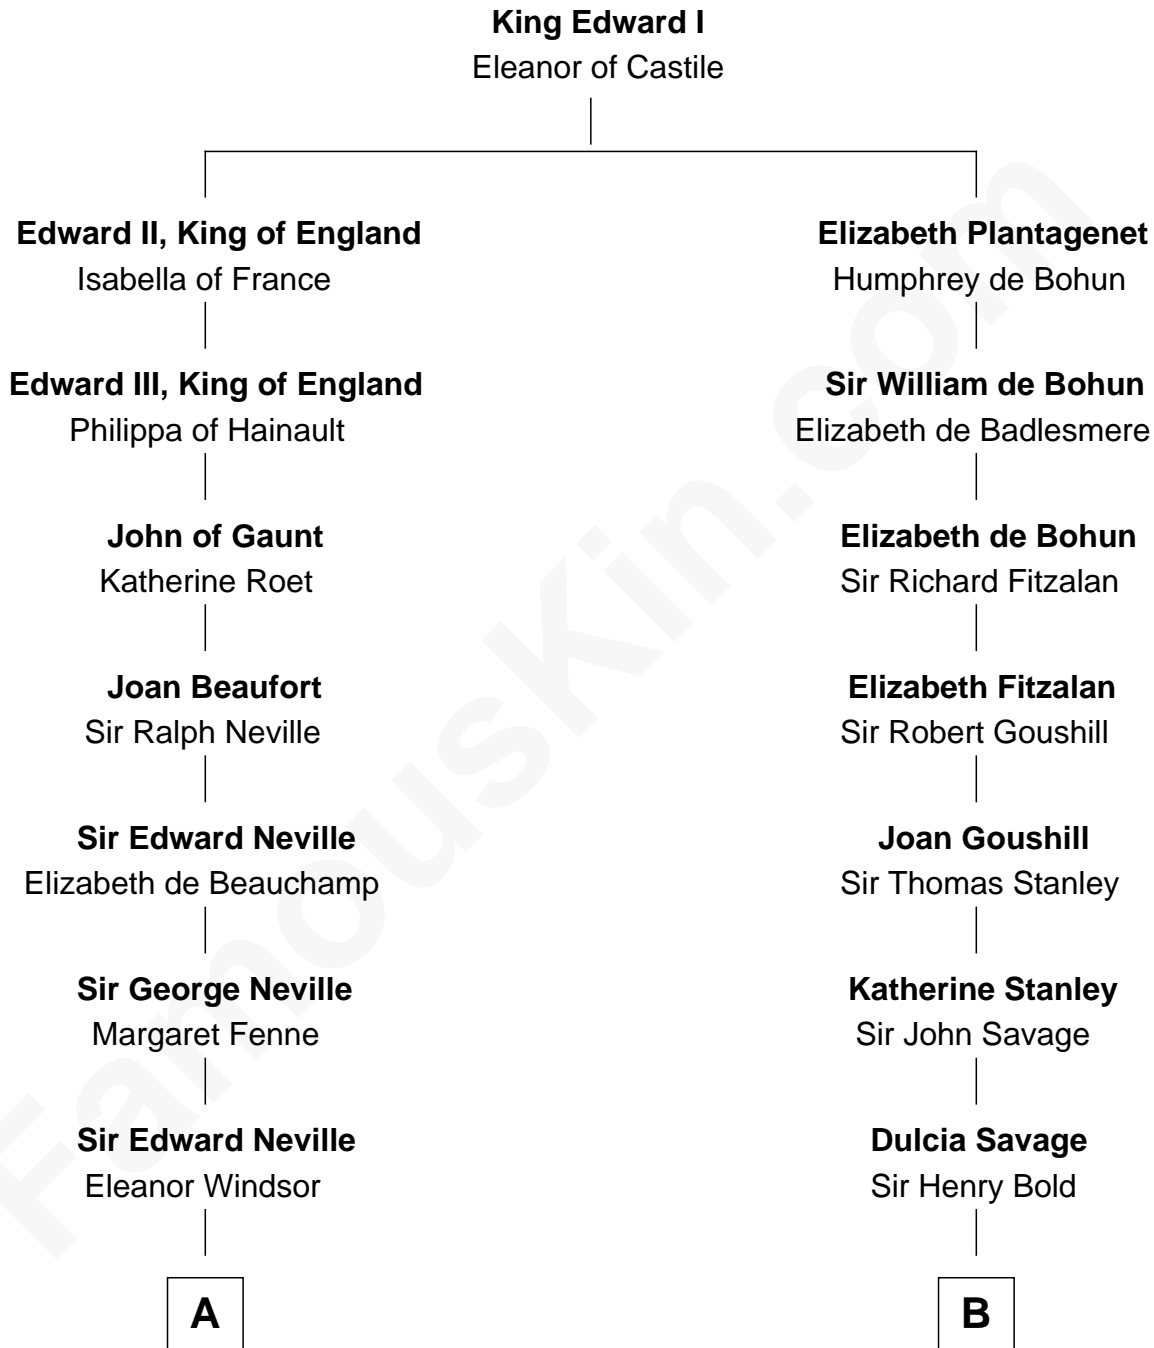 King Edward I
Eleanor of Castile
Edward II, King of England
Isabella of France
Edward III, King of England
Philippa of Hainault
John of Gaunt
Katherine Roet
Joan Beaufort
Sir Ralph Neville
Sir Edward Neville
Elizabeth de Beauchamp
Sir George Neville
Margaret Fenne
Sir Edward Neville
Eleanor Windsor
A
Elizabeth Plantagenet
Humphrey de Bohun
Sir William de Bohun
Elizabeth de Badlesmere
Elizabeth de Bohun
Sir Richard Fitzalan
Elizabeth Fitzalan
Sir Robert Goushill
Joan Goushill
Sir Thomas Stanley
Katherine Stanley
Sir John Savage
Dulcia Savage
Sir Henry Bold
B
FamousKin.com